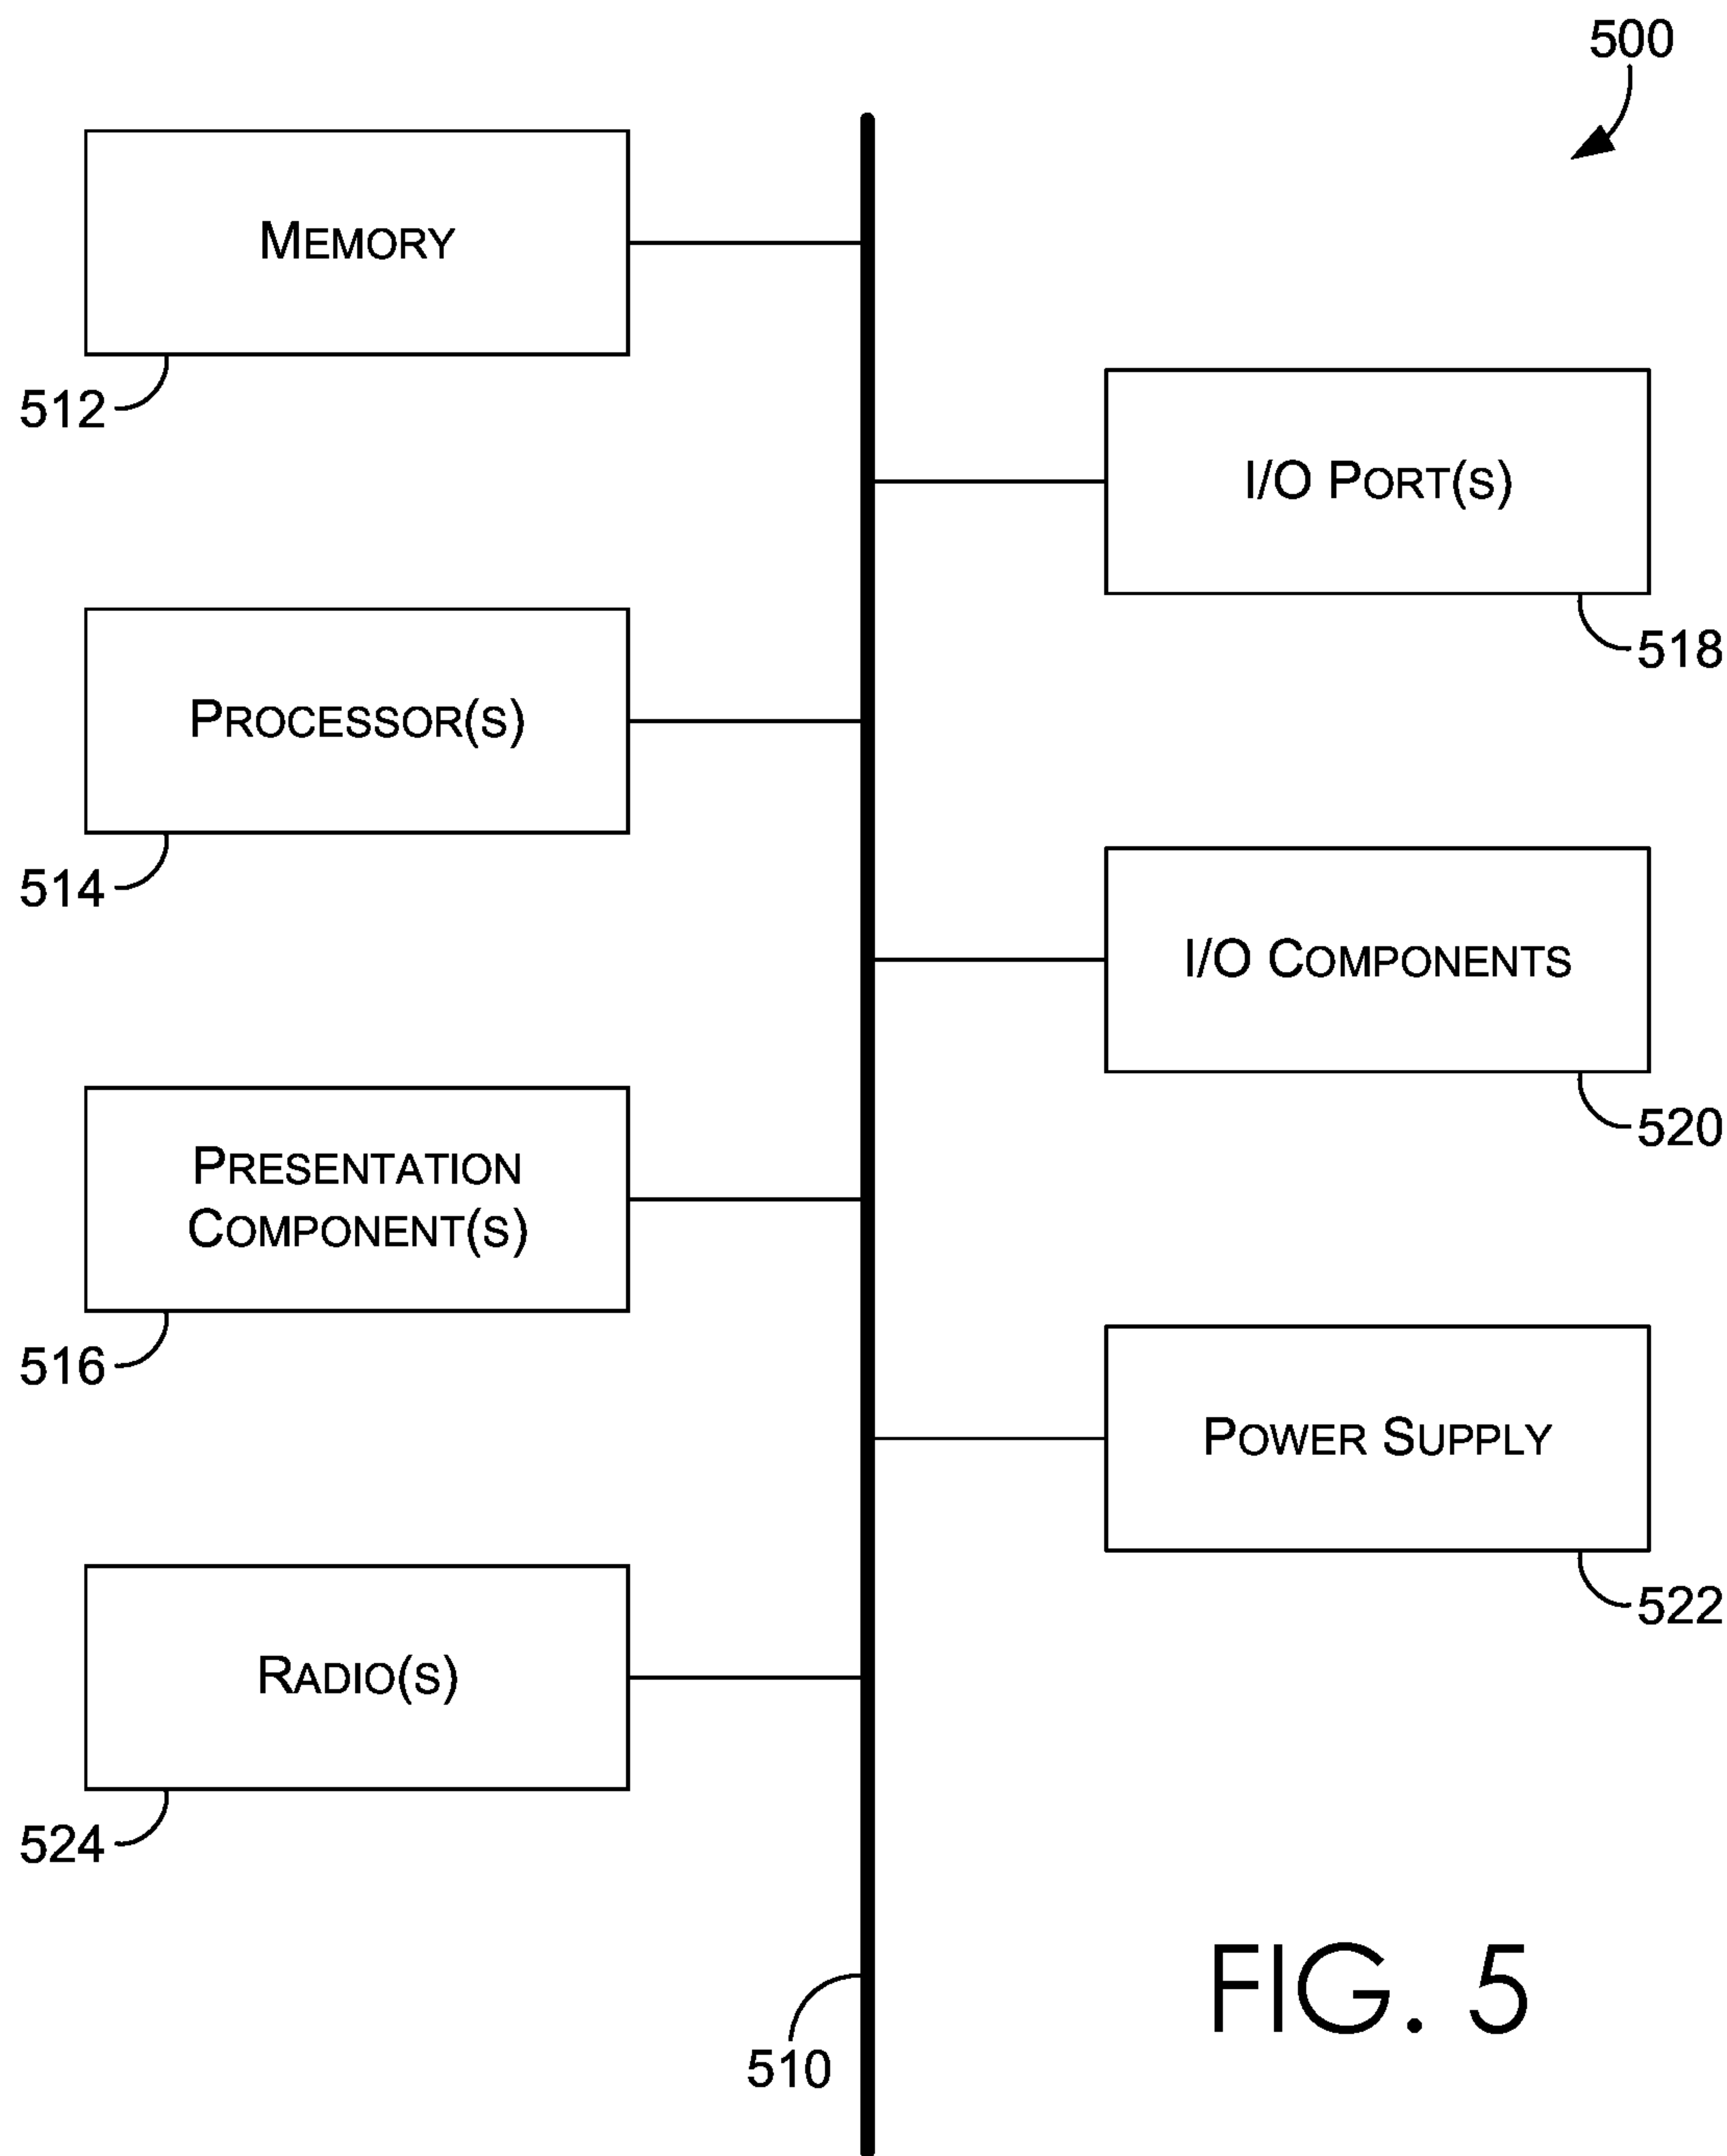 500
MEMORY
512
I/O PORT(S)
518
PROCESSOR(S)
514
I/O COMPONENTS
520
PRESENTATION
COMPONENT(S)
516
POWER SUPPLY
522
RADIO(S)
524
510
FIG. 5